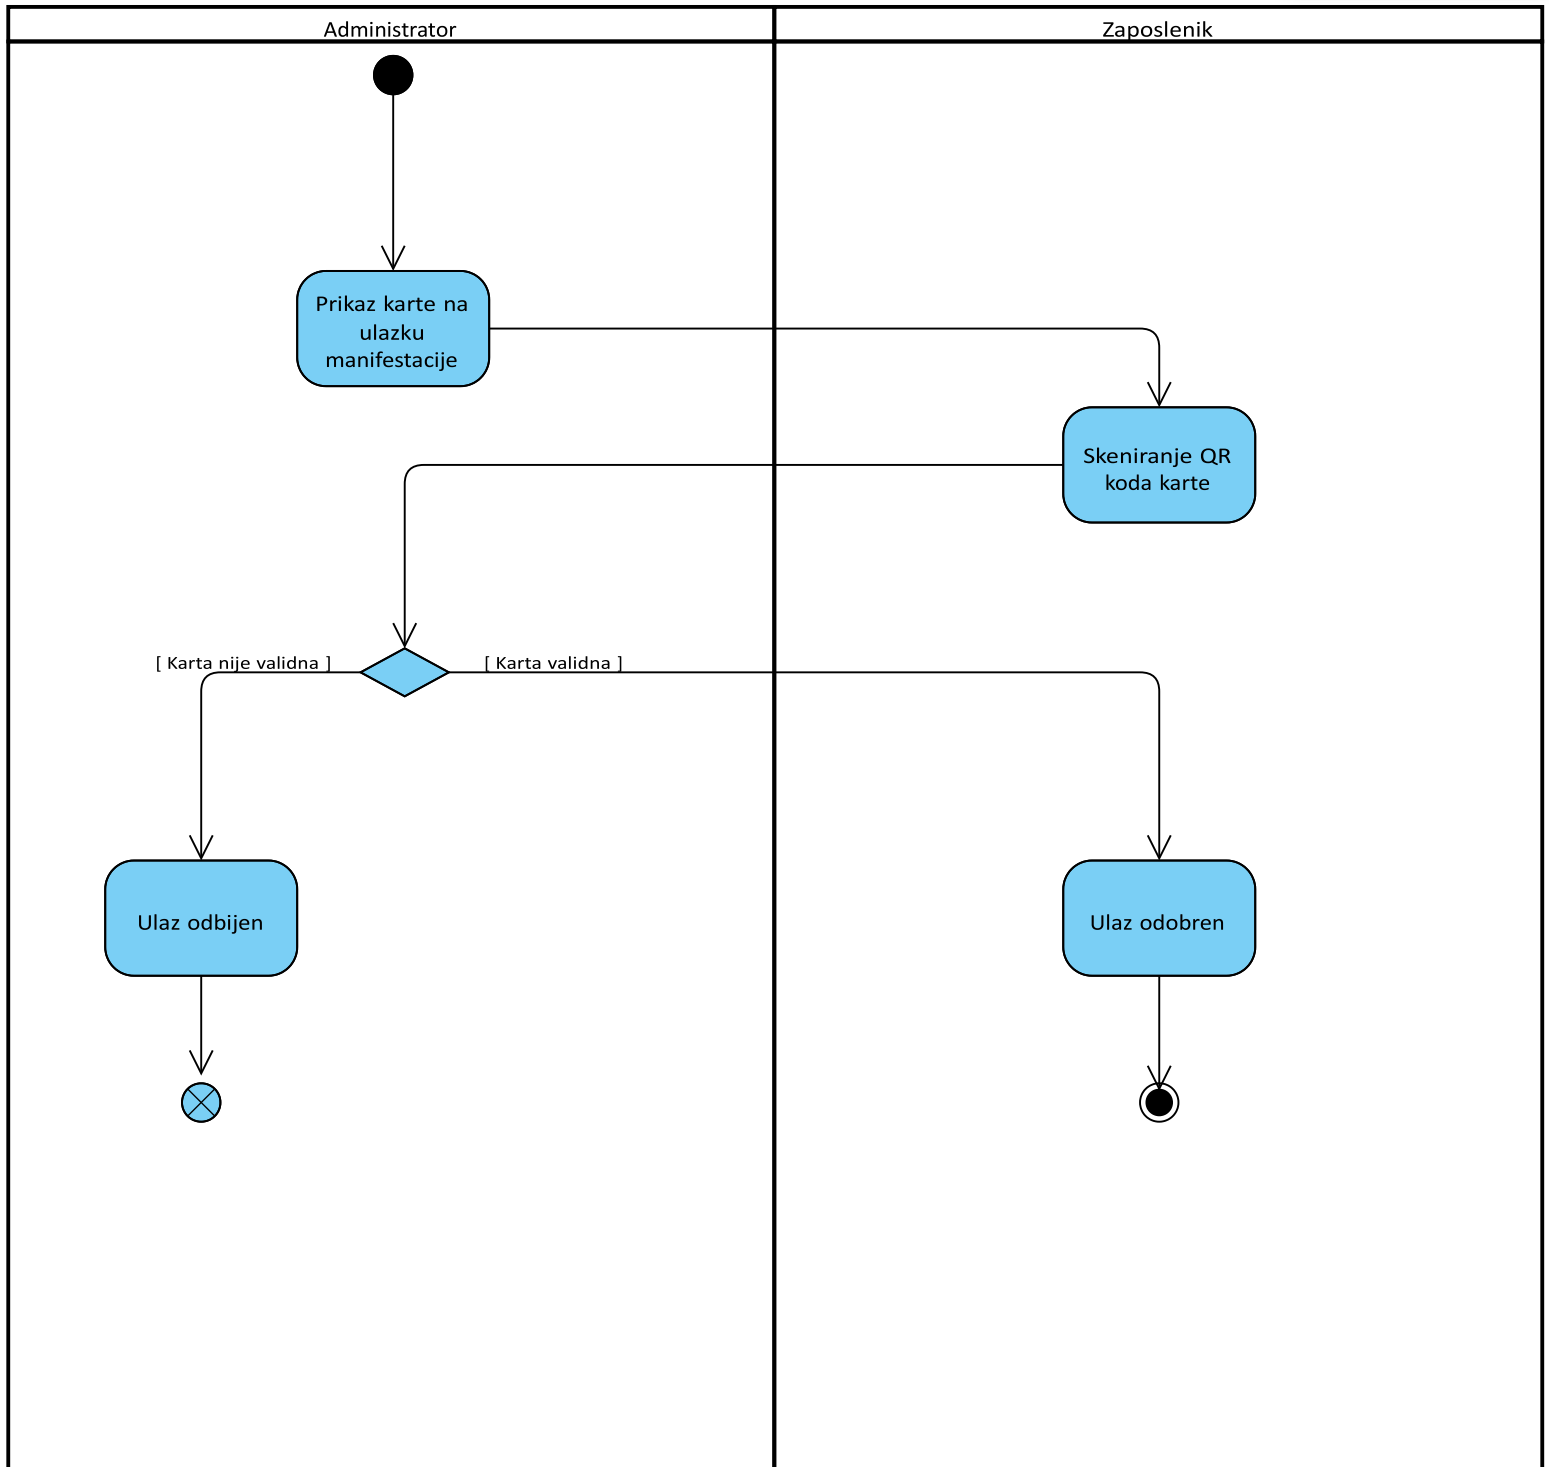 Administrator
Zaposlenik
Prikaz karte na
ulazku
manifestacije
Skeniranje QR
koda karte
[ Karta nije validna ]
[ Karta validna ]
Ulaz odbijen
Ulaz odobren